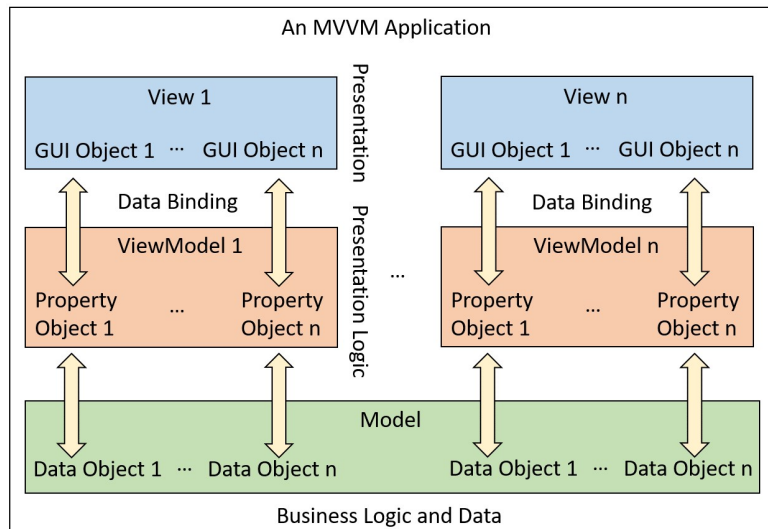 An MVVM Application
View 1
GUI Object 1 ... GUI Object n
Presentation
View n
GUI Object 1 ... GUI Object n
Data Binding
Data Binding
ViewModel 1
Property
Object 1
...
Property
Object n
Presentation Logic
...
ViewModel n
Property
Object 1
...
Property
Object n
Model
Data Object 1 ... Data Object n
Data Object 1 ... Data Object n
Business Logic and Data